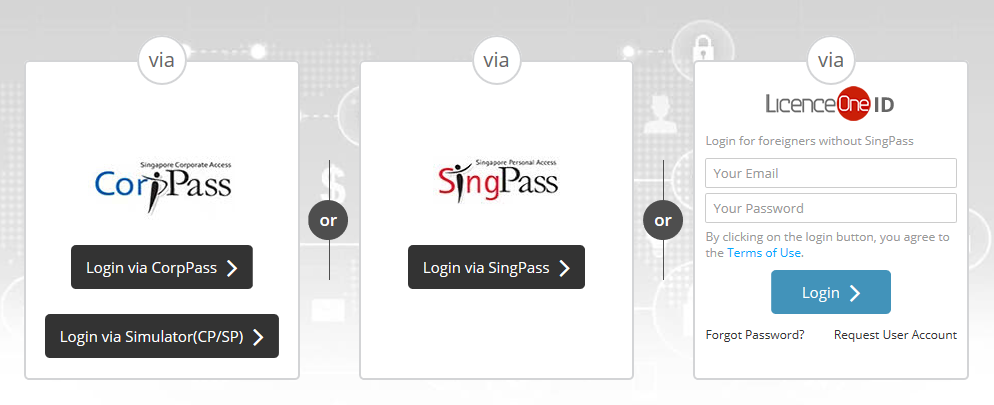 via
Singapore Corporate Access
CorpPass
Login via CorpPass
Login via Simulator(CP/SP)
or
via
Singapore Personal Access
SingPass
Login via SingPass
or
via
LicenceOne ID
Login for foreigners without SingPass
Your Email
Your Password
By clicking on the login button, you agree to
the Terms of Use.
Login
Forgot Password? Request User Account